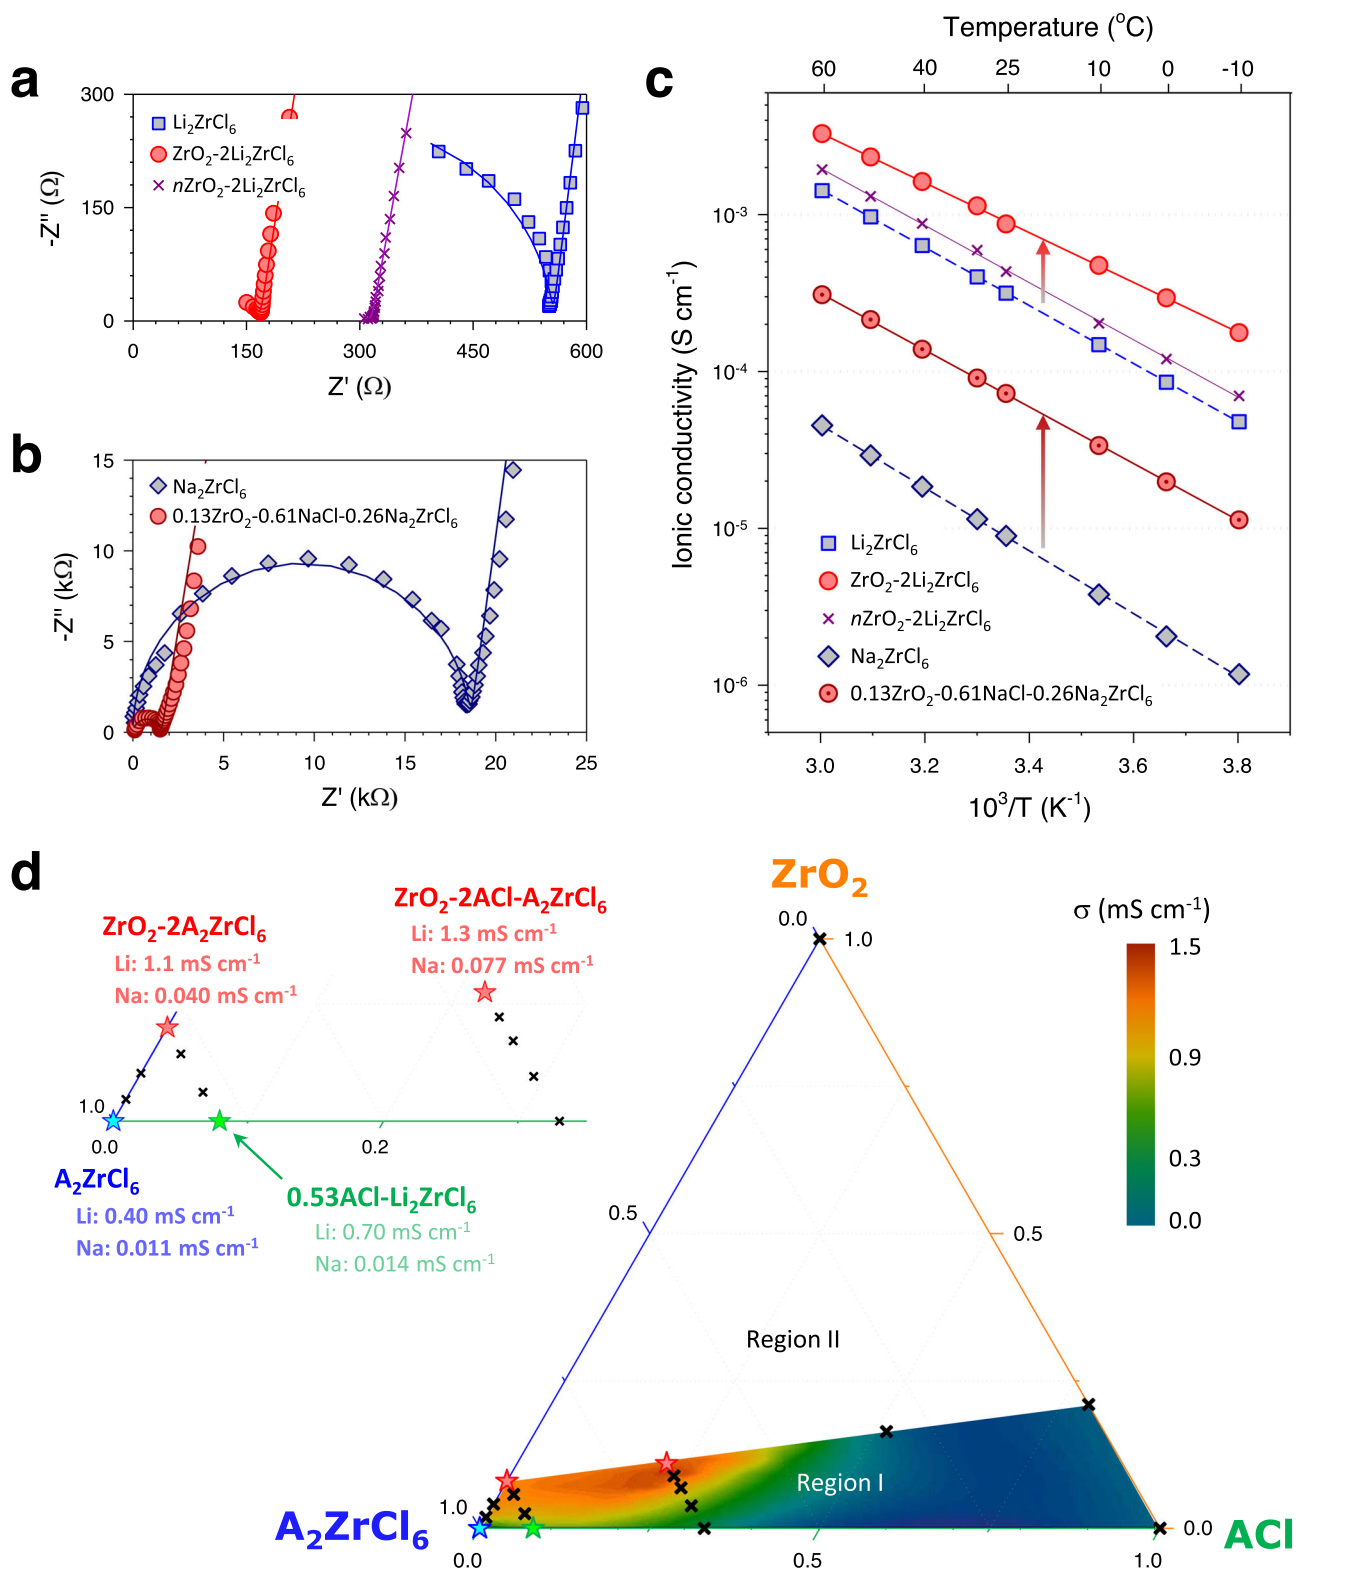 a
300
150
0
-Z'' (Ω)
Li₂ZrCl₆
ZrO₂-2Li₂ZrCl₆
nZrO₂-2Li₂ZrCl₆
0 150 300 450 600
Z' (Ω)
b
15
10
5
0
-Z'' (kΩ)
Na₂ZrCl₆
0.13ZrO₂-0.61NaCl-0.26Na₂ZrCl₆
0 5 10 15 20 25
Z' (kΩ)
c
Temperature (°C)
60 40 25 10 0 -10
Ionic conductivity (S cm⁻¹)
10⁻³
10⁻⁴
10⁻⁵
10⁻⁶
Li₂ZrCl₆
ZrO₂-2Li₂ZrCl₆
nZrO₂-2Li₂ZrCl₆
Na₂ZrCl₆
0.13ZrO₂-0.61NaCl-0.26Na₂ZrCl₆
3.0 3.2 3.4 3.6 3.8
10³/T (K⁻¹)
d
ZrO₂-2A₂ZrCl₆
Li: 1.1 mS cm⁻¹
Na: 0.040 mS cm⁻¹
ZrO₂-2ACl-A₂ZrCl₆
Li: 1.3 mS cm⁻¹
Na: 0.077 mS cm⁻¹
1.0
0.0 0.2
A₂ZrCl₆
Li: 0.40 mS cm⁻¹
Na: 0.011 mS cm⁻¹
0.53ACl-Li₂ZrCl₆
Li: 0.70 mS cm⁻¹
Na: 0.014 mS cm⁻¹
ZrO₂
0.0
1.0
0.5
0.5
Region II
Region I
1.0
0.0
A₂ZrCl₆
ACl
0.0 0.5 1.0
σ (mS cm⁻¹)
1.5
0.9
0.3
0.0